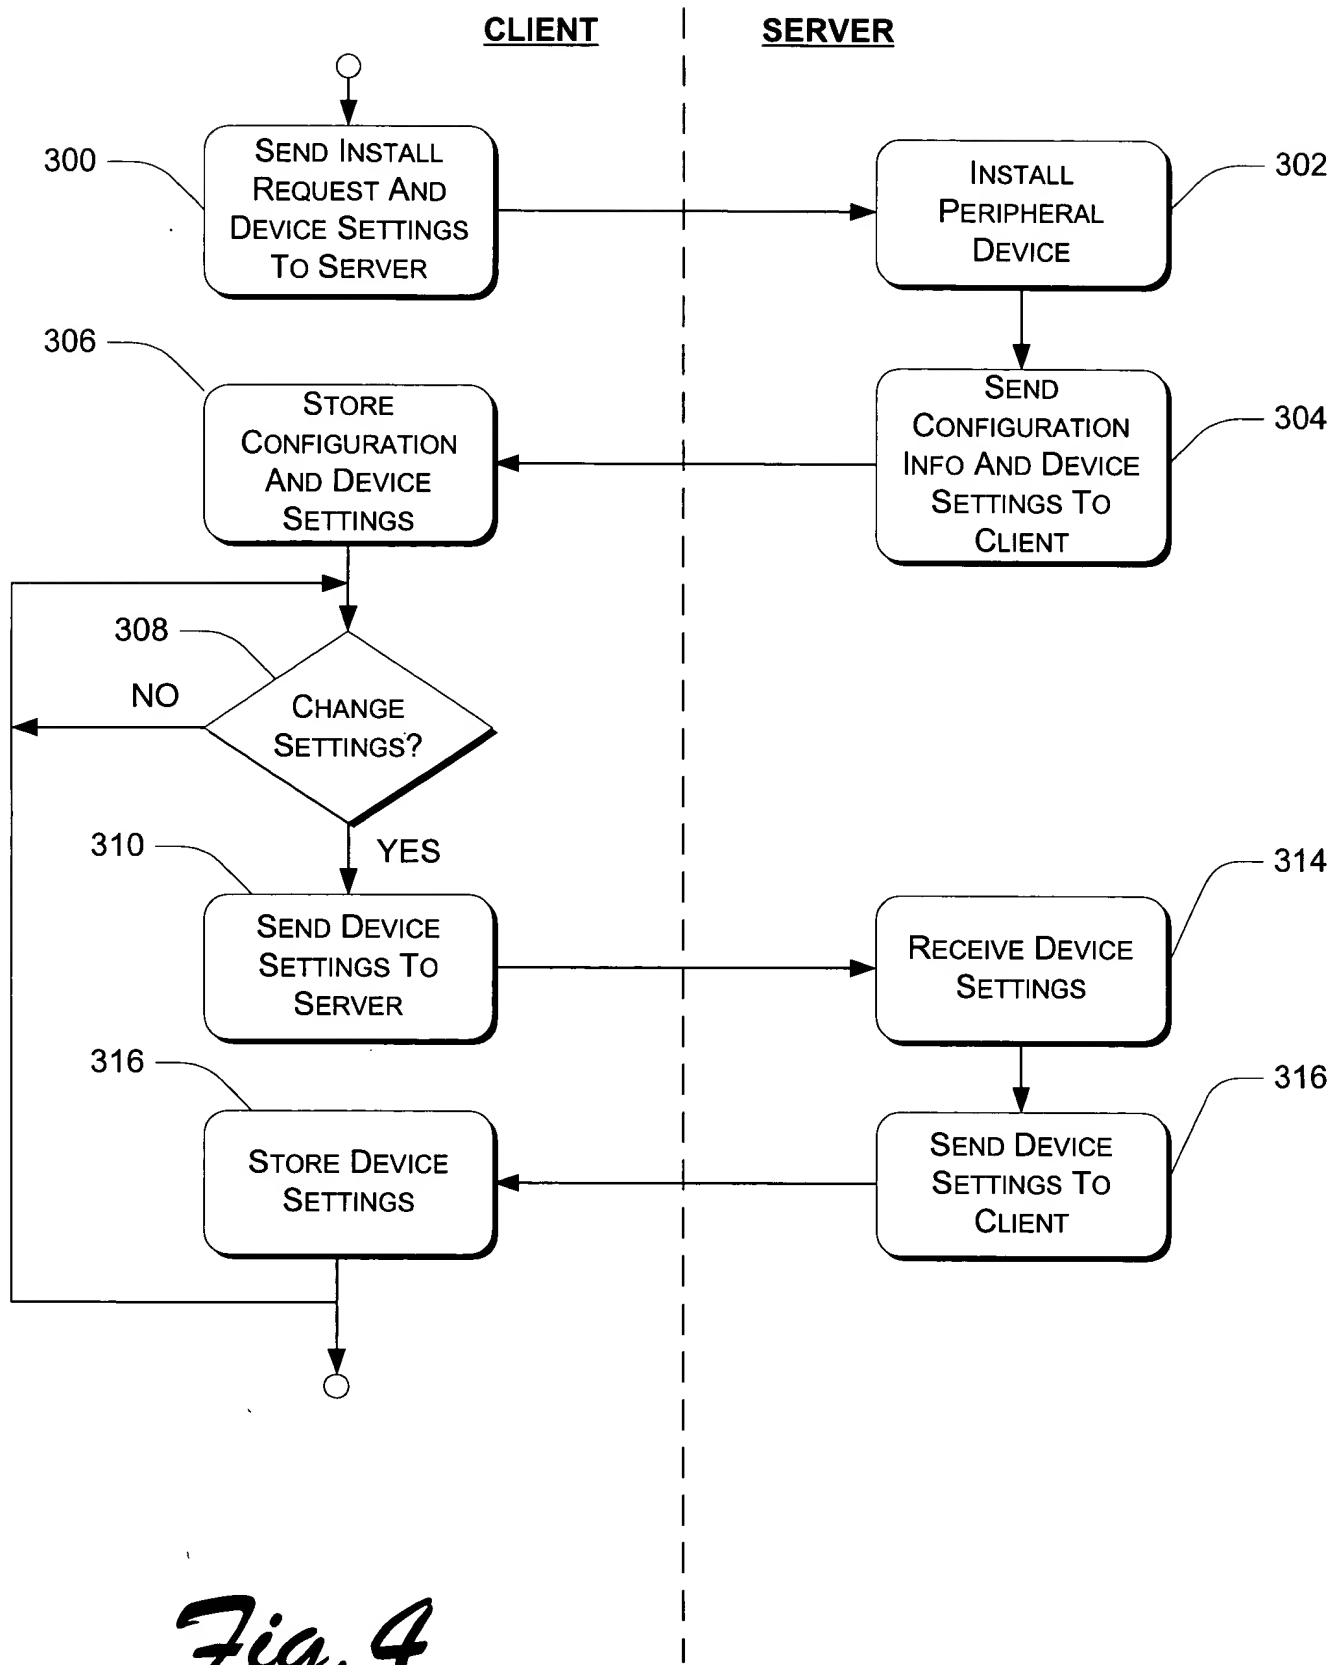 CLIENT
SERVER
300
SEND INSTALL
REQUEST AND
DEVICE SETTINGS
TO SERVER
INSTALL
PERIPHERAL
DEVICE
302
306
STORE
CONFIGURATION
AND DEVICE
SETTINGS
SEND
CONFIGURATION
INFO AND DEVICE
SETTINGS TO
CLIENT
304
308
NO
CHANGE
SETTINGS?
YES
310
SEND DEVICE
SETTINGS TO
SERVER
RECEIVE DEVICE
SETTINGS
314
316
STORE DEVICE
SETTINGS
SEND DEVICE
SETTINGS TO
CLIENT
316
Fig. 4